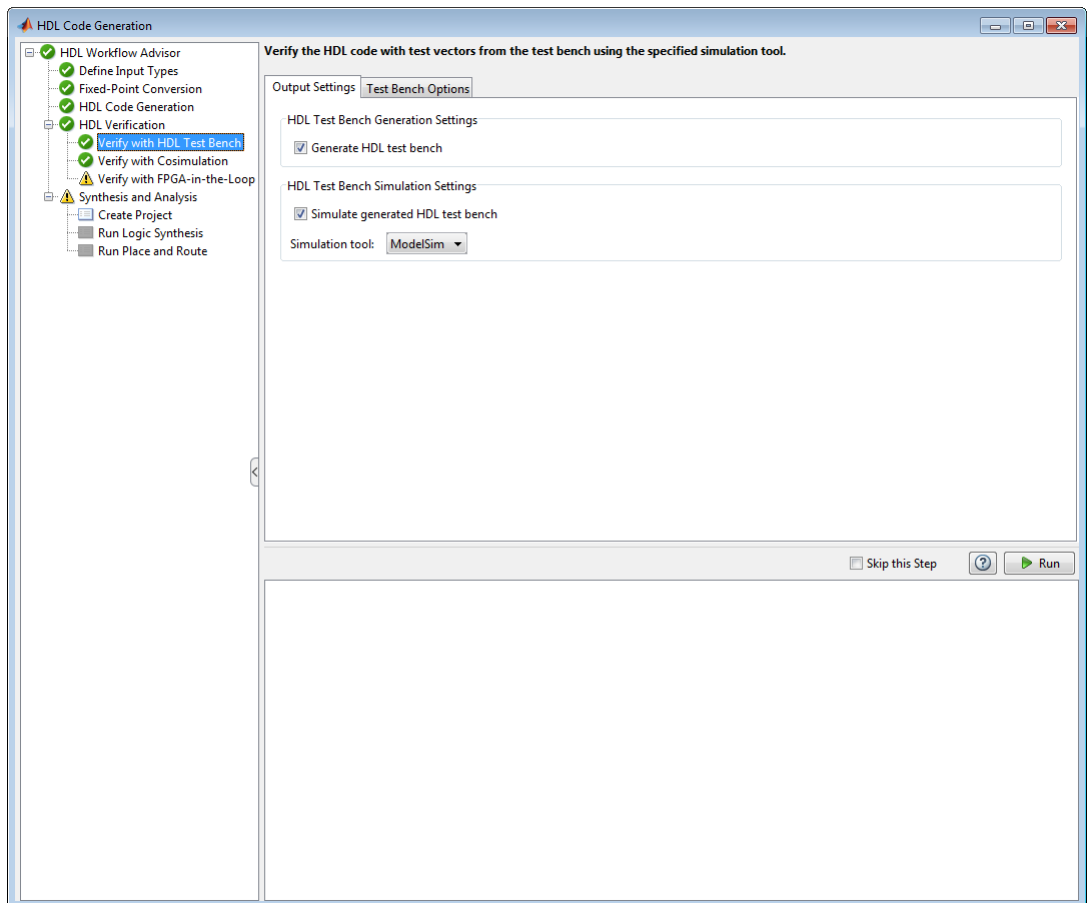 HDL Code Generation
HDL Workflow Advisor
Define Input Types
Fixed-Point Conversion
HDL Code Generation
HDL Verification
Verify with HDL Test Bench
Verify with Cosimulation
Verify with FPGA-in-the-Loop
Synthesis and Analysis
Create Project
Run Logic Synthesis
Run Place and Route
Verify the HDL code with test vectors from the test bench using the specified simulation tool.
Output Settings Test Bench Options
HDL Test Bench Generation Settings
Generate HDL test bench
HDL Test Bench Simulation Settings
Simulate generated HDL test bench
Simulation tool: ModelSim
Skip this Step ? Run